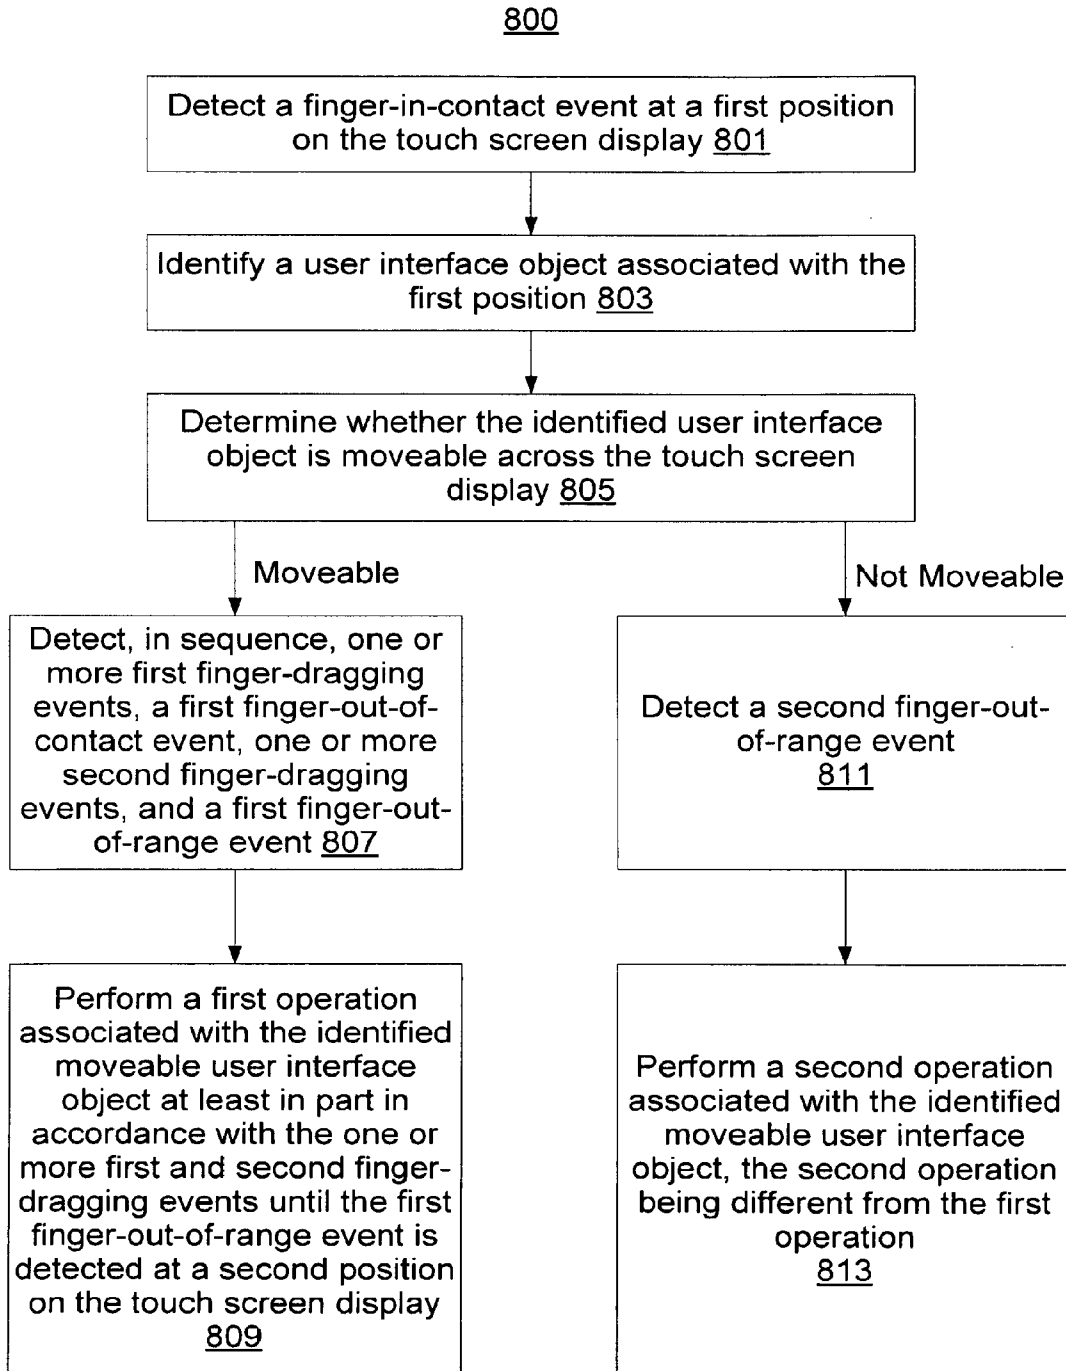 800
Detect a finger-in-contact event at a first position
on the touch screen display 801
Identify a user interface object associated with the
first position 803
Determine whether the identified user interface
object is moveable across the touch screen
display 805
Moveable
Not Moveable
Detect, in sequence, one or
more first finger-dragging
events, a first finger-out-of-
contact event, one or more
second finger-dragging
events, and a first finger-out-
of-range event 807
Detect a second finger-out-
of-range event
811
Perform a first operation
associated with the identified
moveable user interface
object at least in part in
accordance with the one or
more first and second finger-
dragging events until the first
finger-out-of-range event is
detected at a second position
on the touch screen display
809
Perform a second operation
associated with the identified
moveable user interface
object, the second operation
being different from the first
operation
813